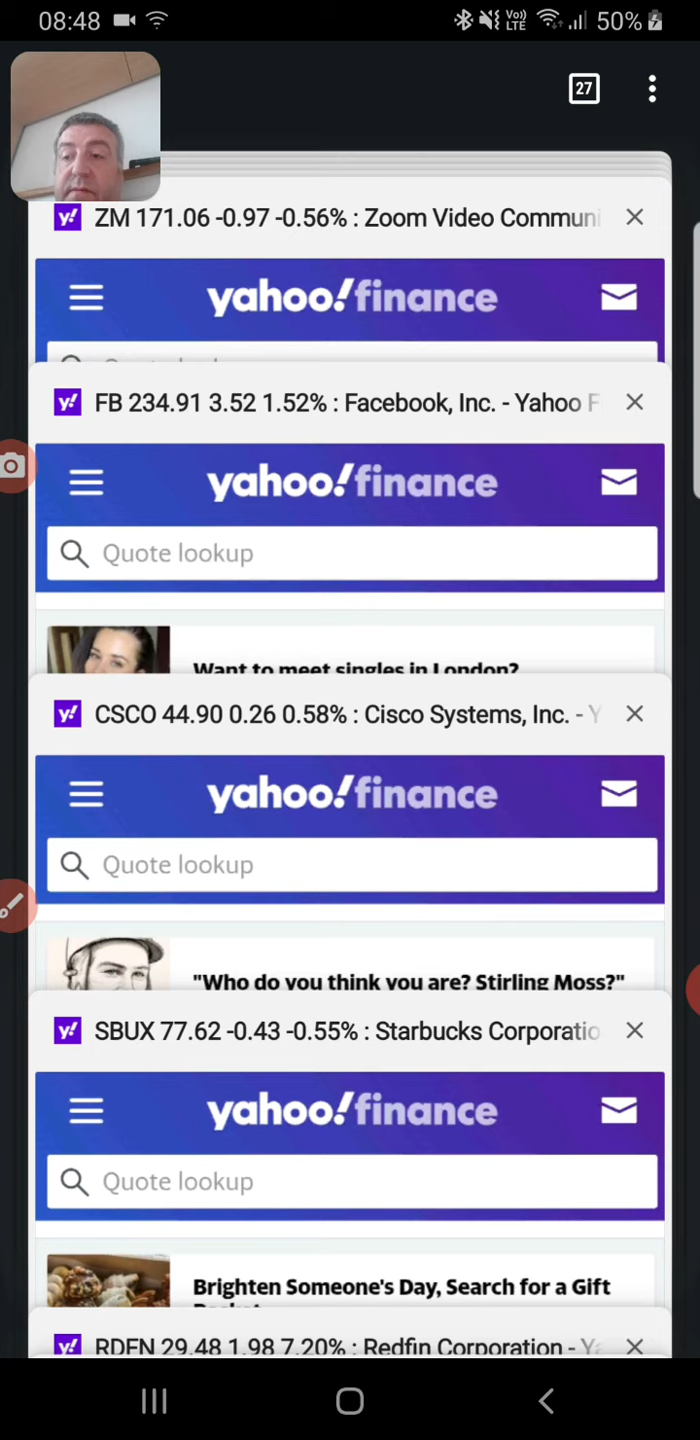 08:48
Vo))
LTE
50%
27
y! ZM 171.06 -0.97 -0.56% : Zoom Video Communi
yahoo!finance
y! FB 234.91 3.52 1.52% : Facebook, Inc. - Yahoo F
yahoo!finance
Quote lookup
Want to meet singles in London?
y! CSCO 44.90 0.26 0.58% : Cisco Systems, Inc. - Y
yahoo!finance
Quote lookup
"Who do you think you are? Stirling Moss?"
y! SBUX 77.62 -0.43 -0.55% : Starbucks Corporatio
yahoo!finance
Quote lookup
Brighten Someone's Day, Search for a Gift
y! RDFN 29.48 1.98 7.20% : Redfin Corporation - Ya